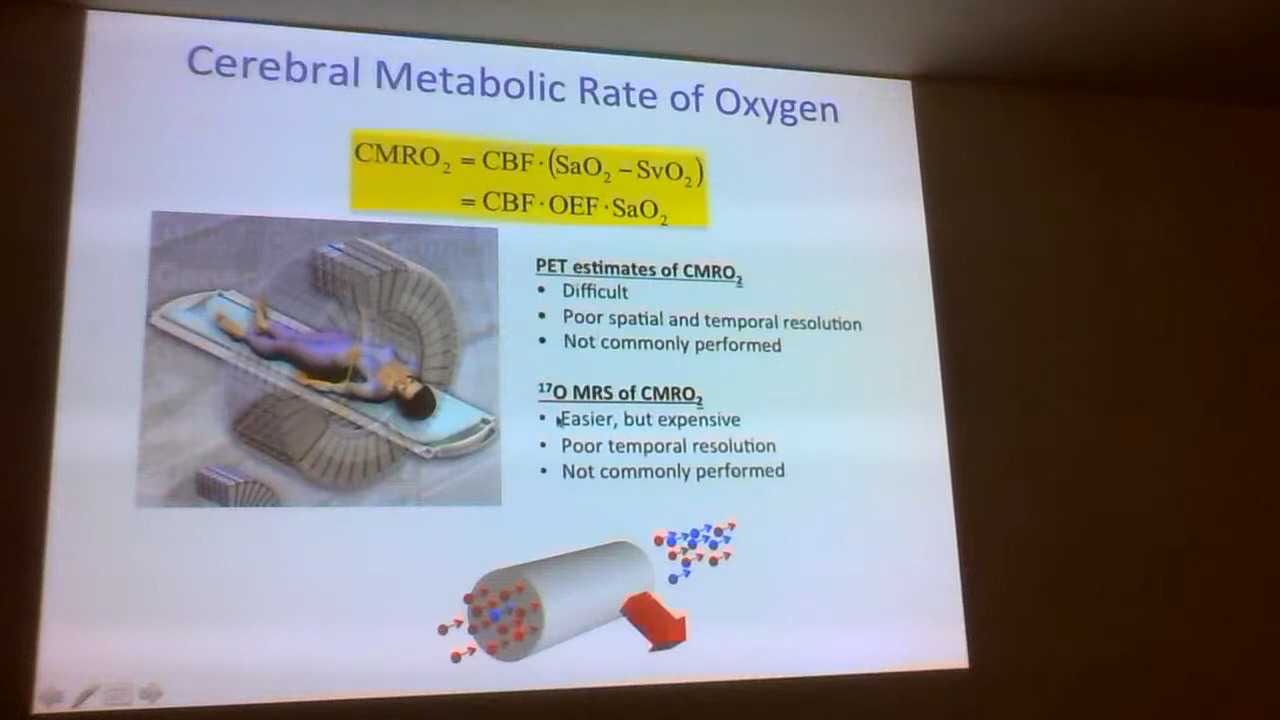 Cerebral Metabolic Rate of Oxygen
CMRO₂ = CBF·(SaO₂ − SvO₂)
= CBF·OEF·SaO₂
PET estimates of CMRO₂
• Difficult
• Poor spatial and temporal resolution
• Not commonly performed
¹⁷O MRS of CMRO₂
• Easier, but expensive
• Poor temporal resolution
• Not commonly performed